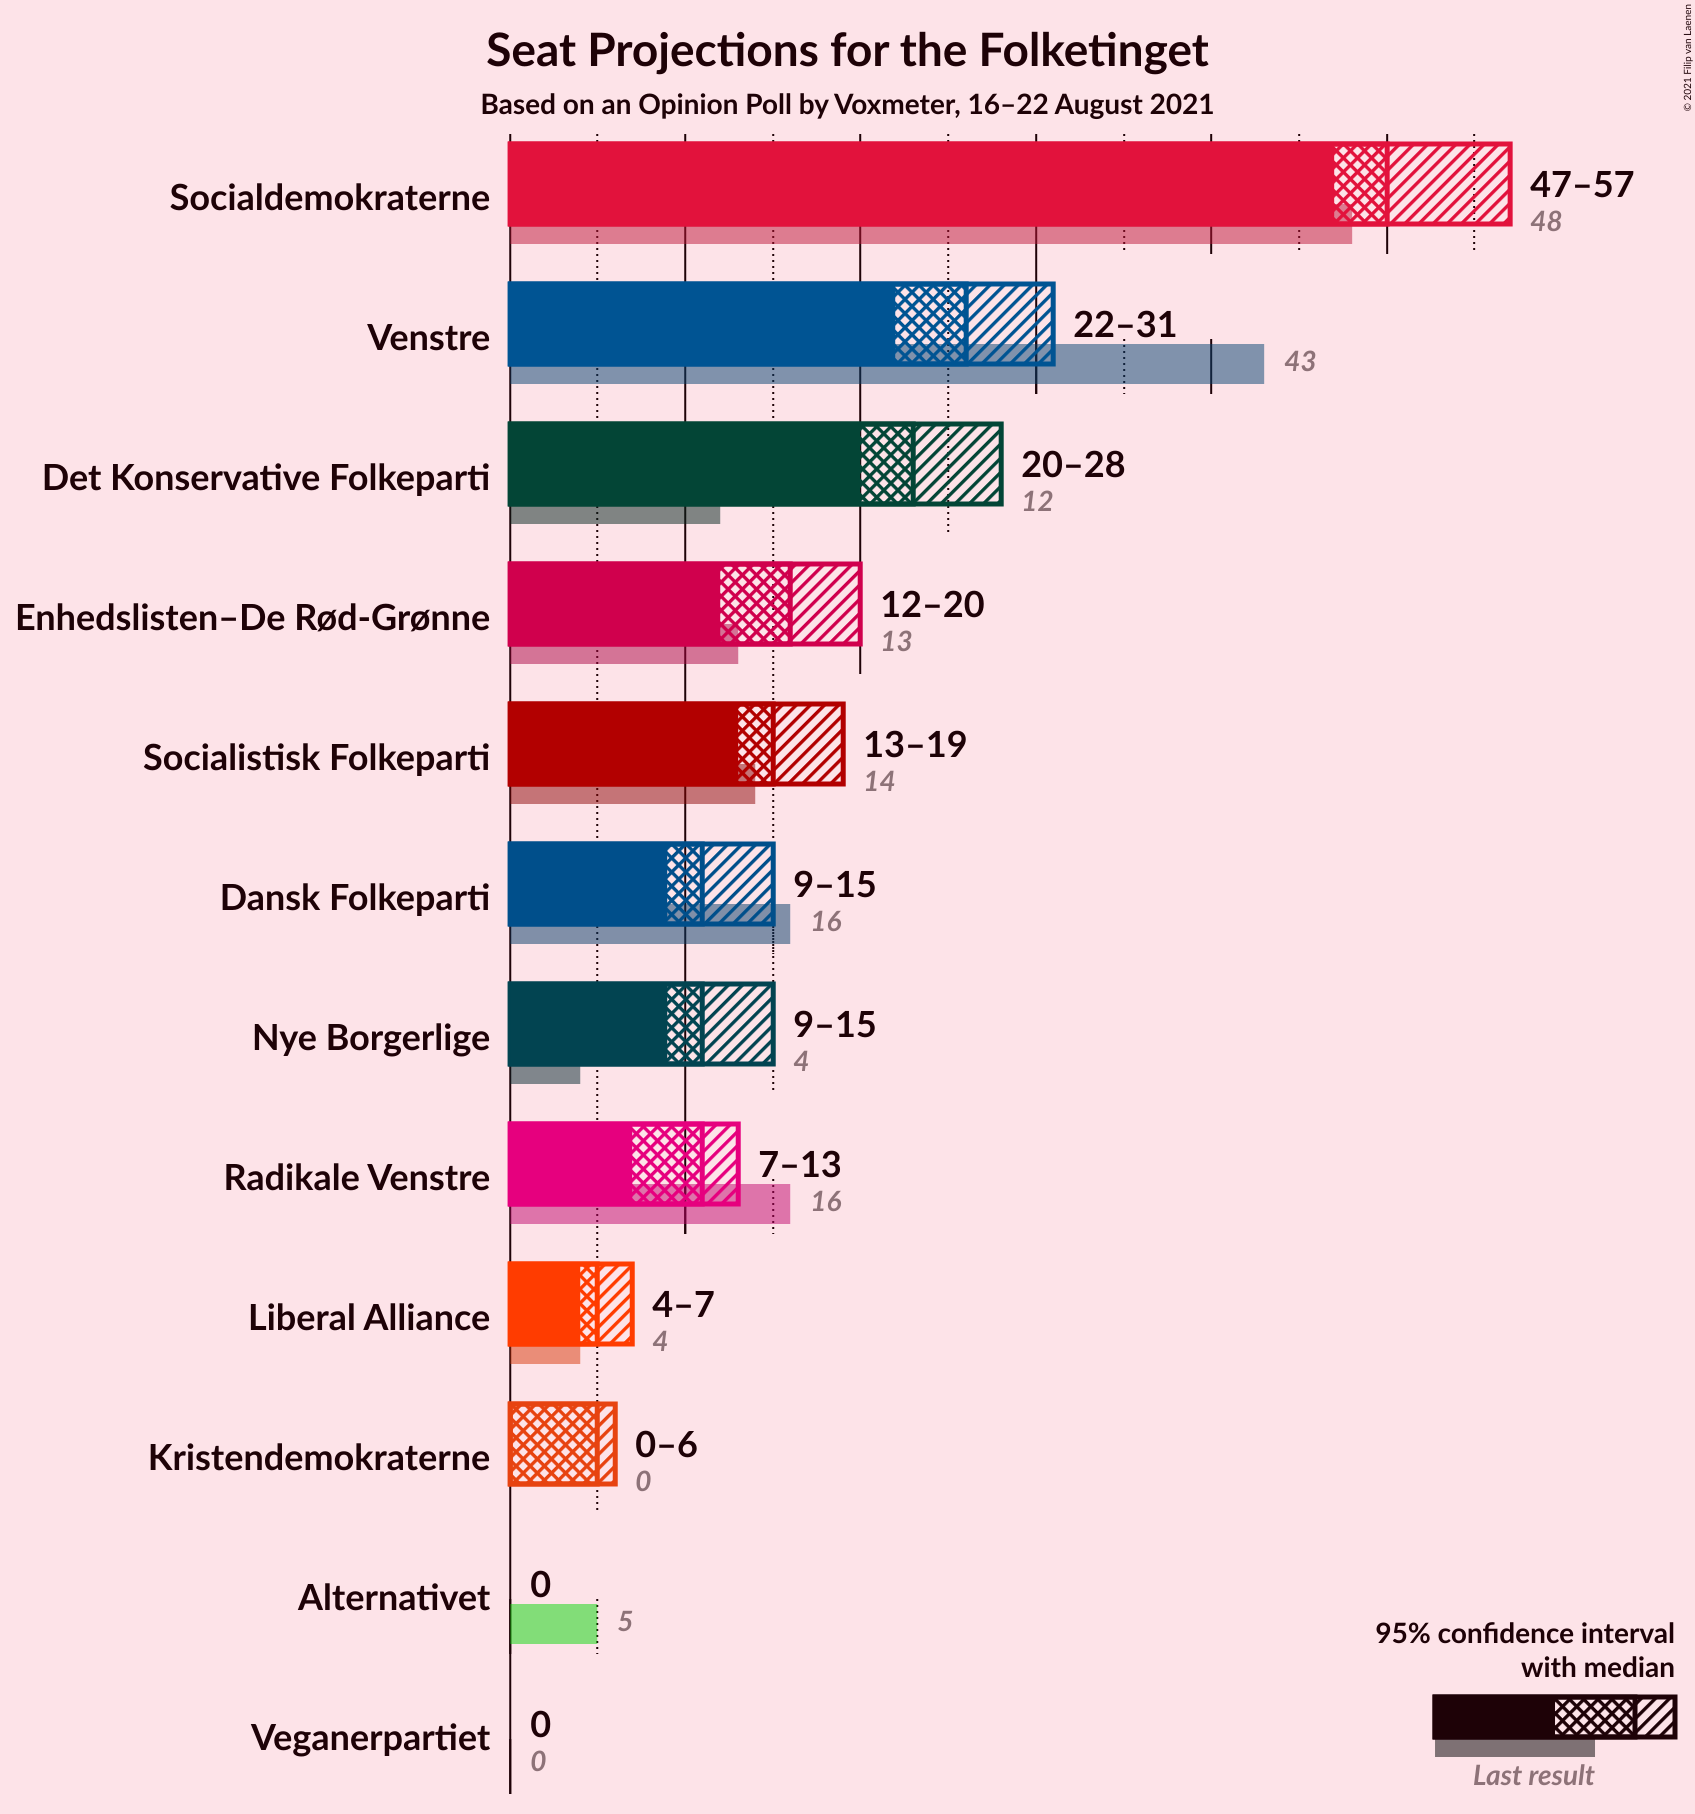 Seat Projections for the Folketinget
Based on an Opinion Poll by Voxmeter, 16–22 August 2021
© 2021 Filip van Laenen
Socialdemokraterne
47–57
48
Venstre
22–31
43
Det Konservative Folkeparti
20–28
12
Enhedslisten–De Rød-Grønne
12–20
13
Socialistisk Folkeparti
13–19
14
Dansk Folkeparti
9–15
16
Nye Borgerlige
9–15
4
Radikale Venstre
7–13
16
Liberal Alliance
4–7
4
Kristendemokraterne
0–6
0
Alternativet
0
5
Veganerpartiet
0
0
95% confidence interval
with median
Last result